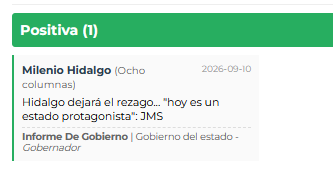 Positiva (1)
Milenio Hidalgo (Ocho 2026-09-10
columnas)
Hidalgo dejará el rezago... "hoy es un
estado protagonista": JMS
Informe De Gobierno | Gobierno del estado -
Gobernador